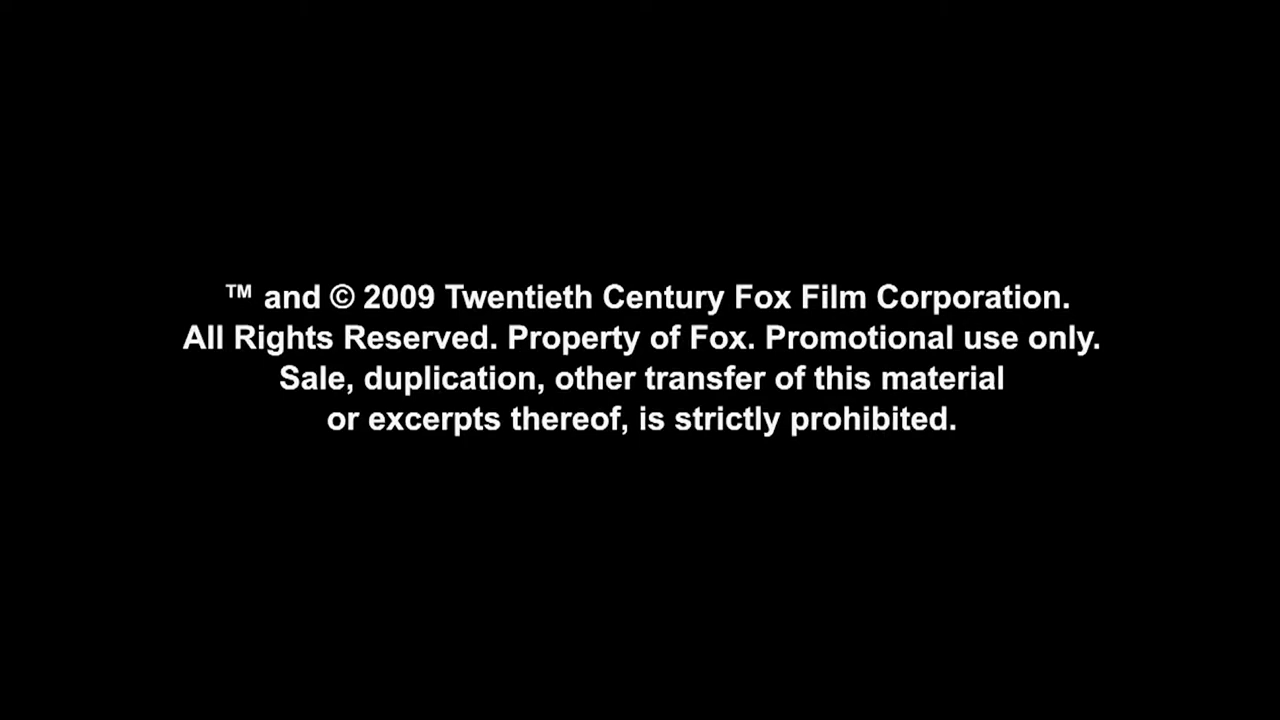 ™ and © 2009 Twentieth Century Fox Film Corporation.
All Rights Reserved. Property of Fox. Promotional use only.
Sale, duplication, other transfer of this material
or excerpts thereof, is strictly prohibited.